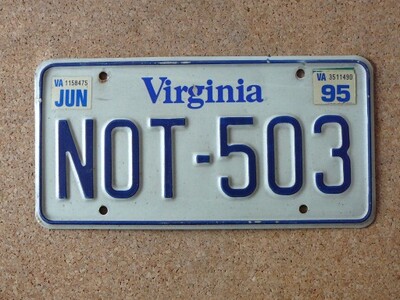 VA 1158475
JUN
Virginia
VA 3511490
95
NOT-503